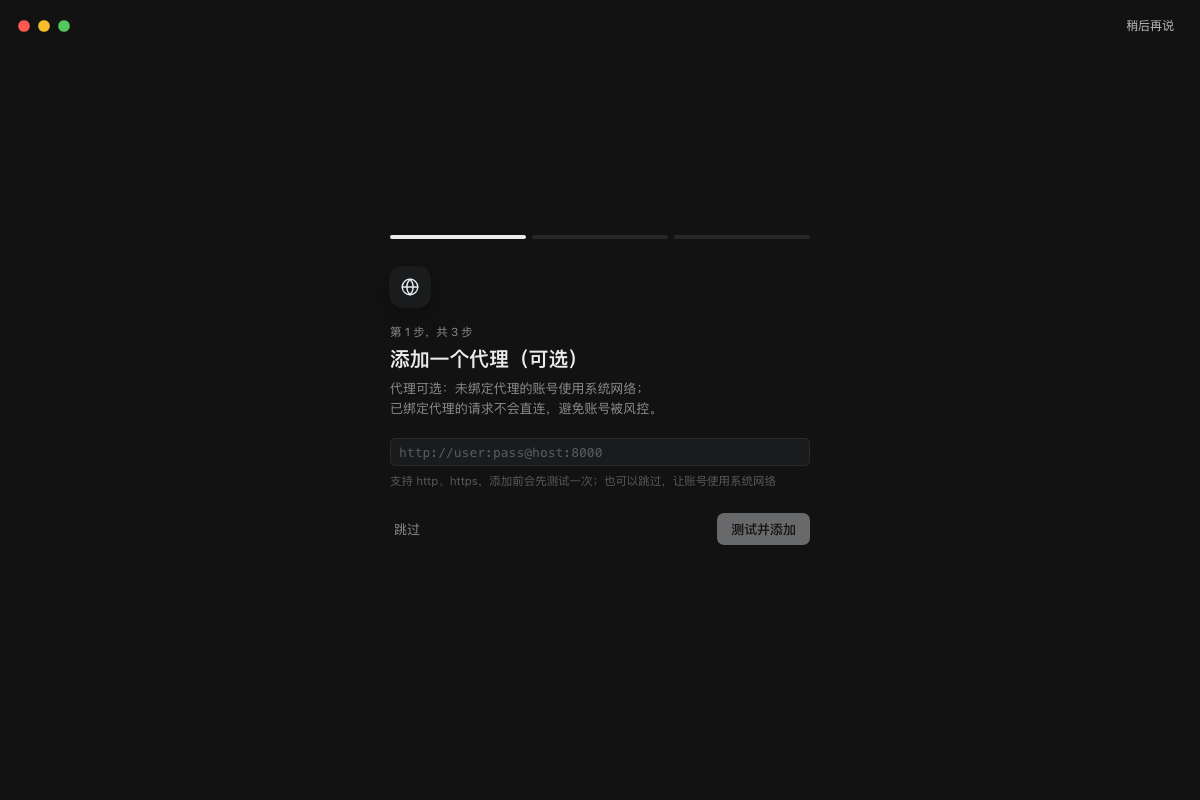 稍后再说
第 1 步，共 3 步
添加一个代理（可选）
代理可选：未绑定代理的账号使用系统网络；
已绑定代理的请求不会直连，避免账号被风控。
http://user:pass@host:8000
支持 http、https，添加前会先测试一次；也可以跳过，让账号使用系统网络
跳过
测试并添加